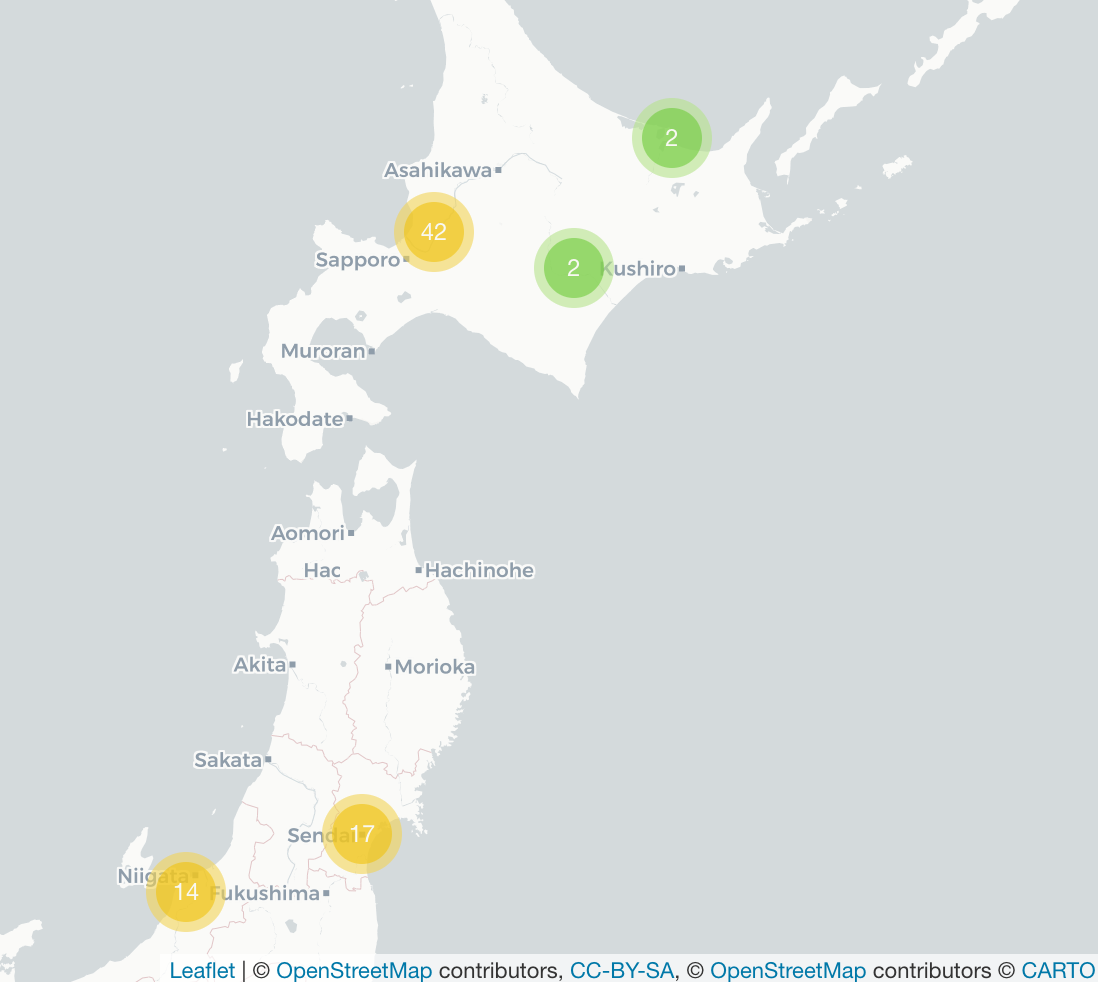 2
Asahikawa
42
Sapporo
2
Kushiro
Muroran
Hakodate
Aomori
Hac
Hachinohe
Akita
Morioka
Sakata
Sendai
17
Niigata
14
Fukushima
Leaflet | © OpenStreetMap contributors, CC-BY-SA, © OpenStreetMap contributors © CARTO